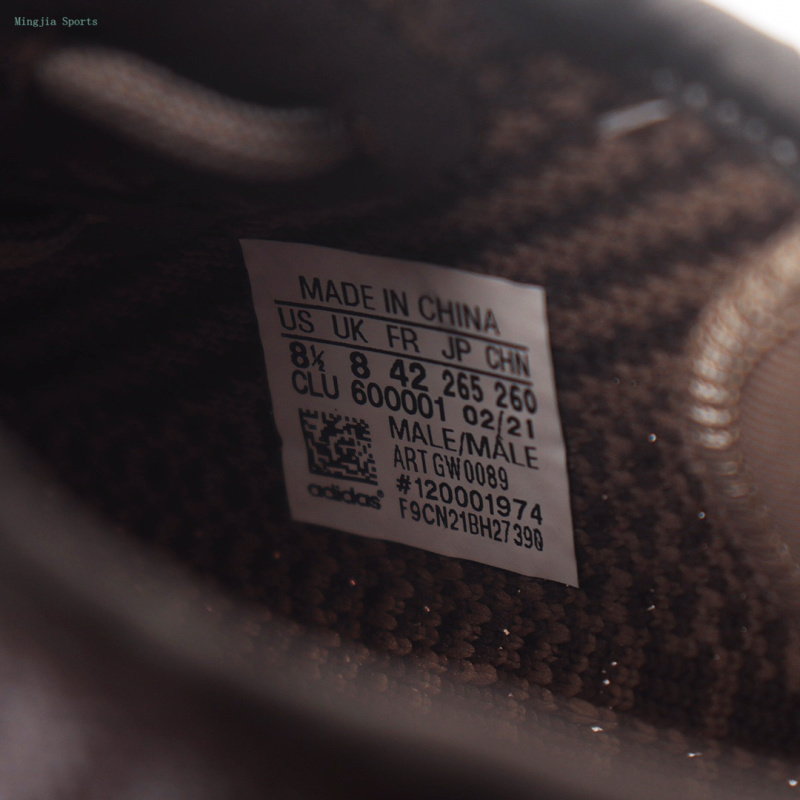 Mingjia Sports
MADE IN CHINA
US UK FR JP CHN
8½ 8 42 265 260
CLU 600001 02/21
MALE/MÂLE
ART GW0089
#120001974
F9CN21BH27390
adidas®